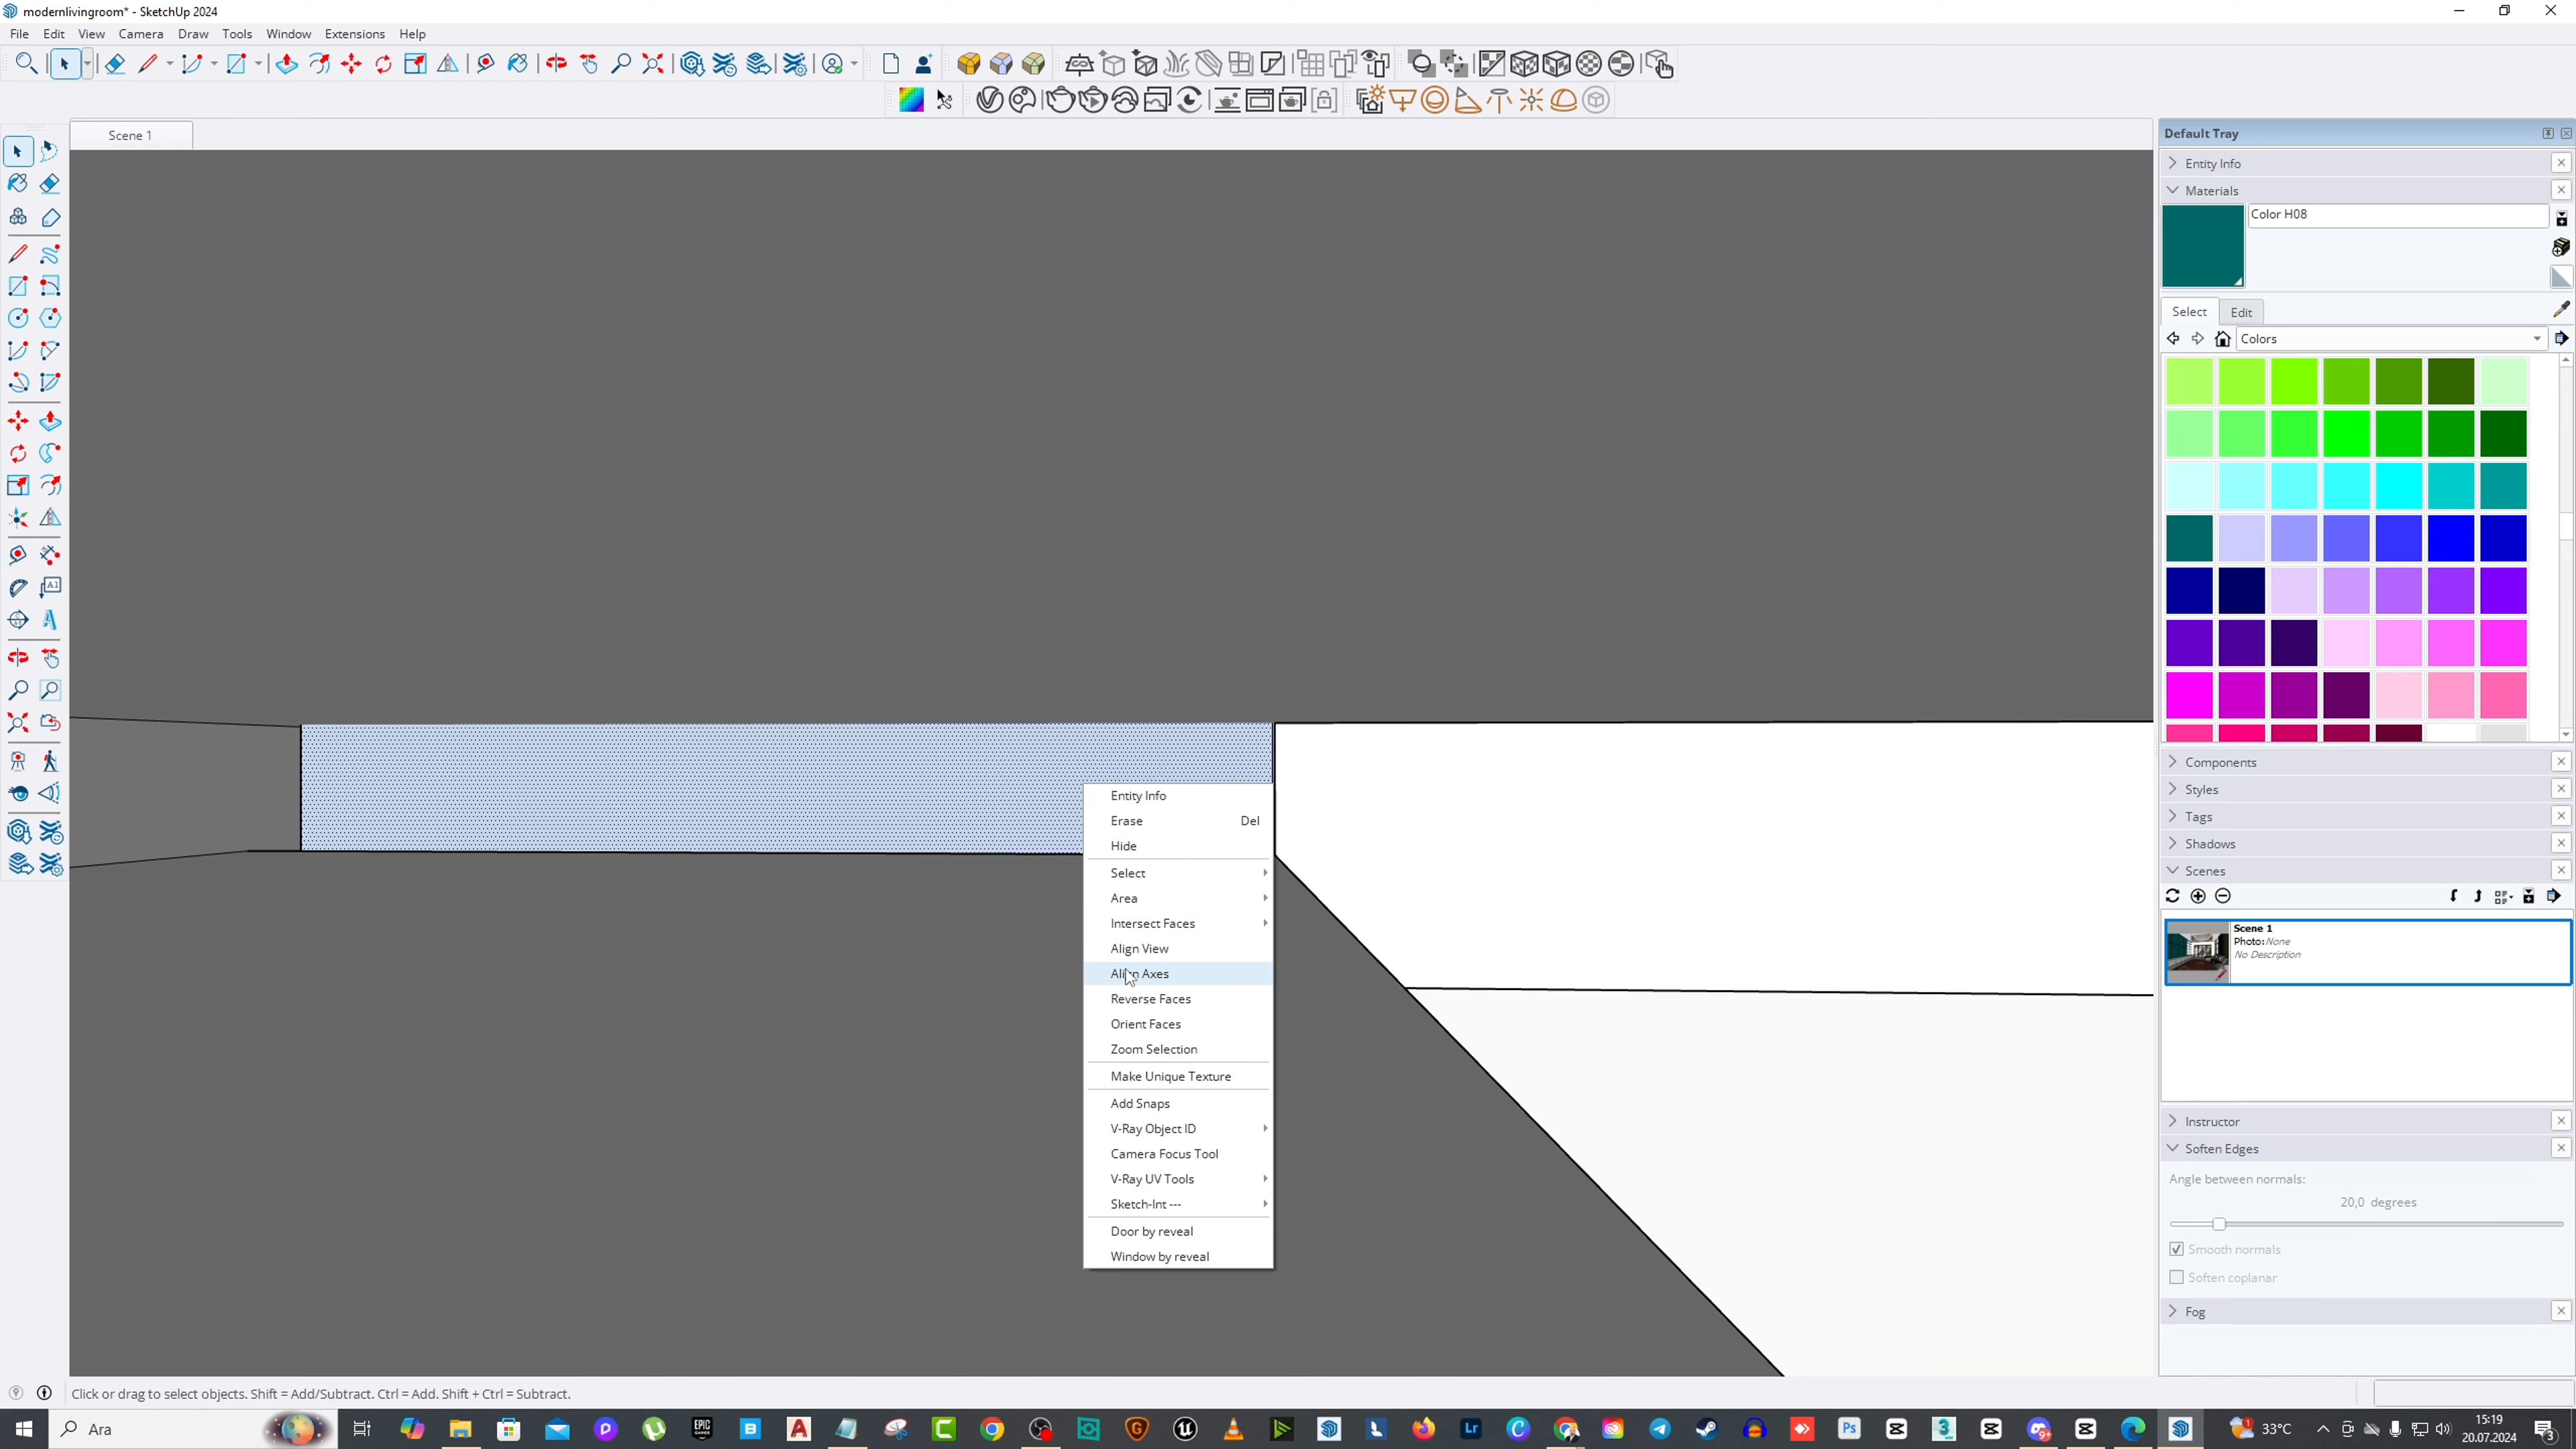 modernlivingroom* - SketchUp 2024
File Edit View Camera Draw Tools Window Extensions Help
Scene 1
Default Tray
Entity Info
Materials
Color H08
Select Edit
Colors
Entity Info
Erase Del
Hide
Select
Area
Intersect Faces
Align View
Align Axes
Reverse Faces
Orient Faces
Zoom Selection
Make Unique Texture
Add Snaps
V-Ray Object ID
Camera Focus Tool
V-Ray UV Tools
Sketch-Int ---
Door by reveal
Window by reveal
Components
Styles
Tags
Shadows
Scenes
Scene 1
Photo: None
No Description
Instructor
Soften Edges
Angle between normals:
20,0 degrees
Smooth normals
Soften coplanar
Fog
Click or drag to select objects. Shift = Add/Subtract. Ctrl = Add. Shift + Ctrl = Subtract.
Ara
33°C
15:19
20.07.2024